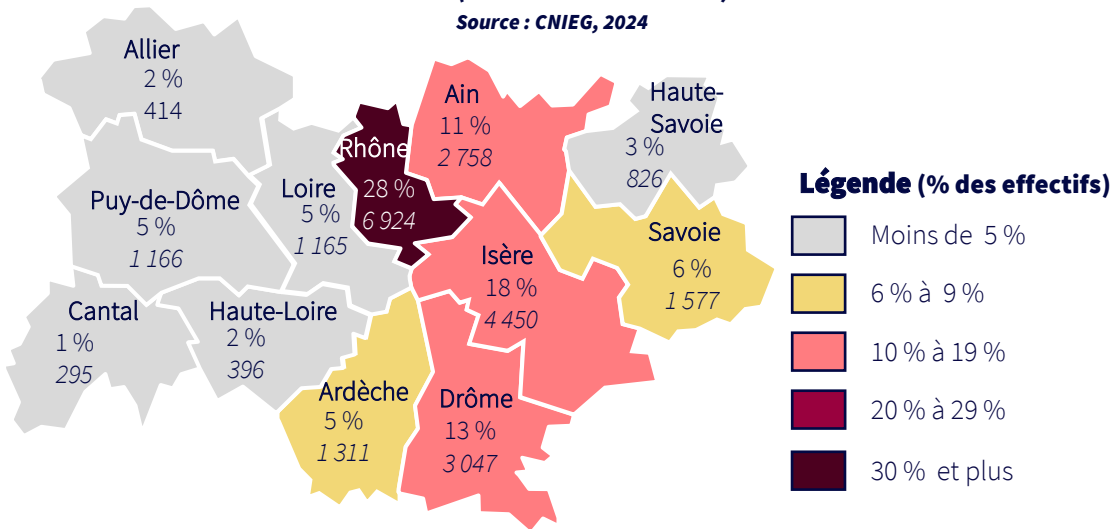 Source : CNIEG, 2024
Allier
2 %
414
Ain
11 %
2 758
Haute-
Savoie
3 %
826
Rhône
28 %
6 924
Puy-de-Dôme
5 %
1 166
Loire
5 %
1 165
Savoie
6 %
1 577
Isère
18 %
4 450
Cantal
1 %
295
Haute-Loire
2 %
396
Ardèche
5 %
1 311
Drôme
13 %
3 047
Légende (% des effectifs)
Moins de 5 %
6 % à 9 %
10 % à 19 %
20 % à 29 %
30 % et plus